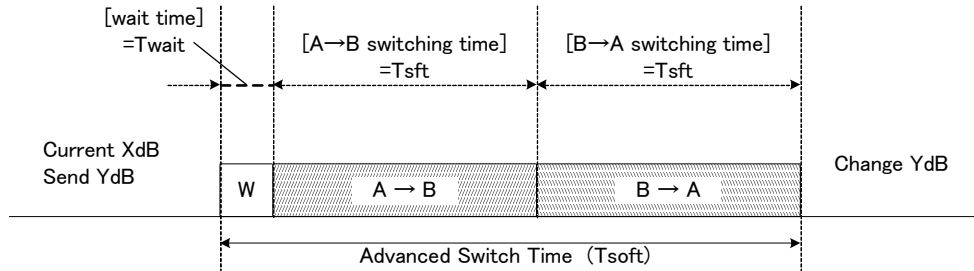 [wait time]
=Twait
[A→B switching time]
=Tsft
[B→A switching time]
=Tsft
Current XdB
Send YdB
Change YdB
W
A → B
B → A
Advanced Switch Time (Tsoft)